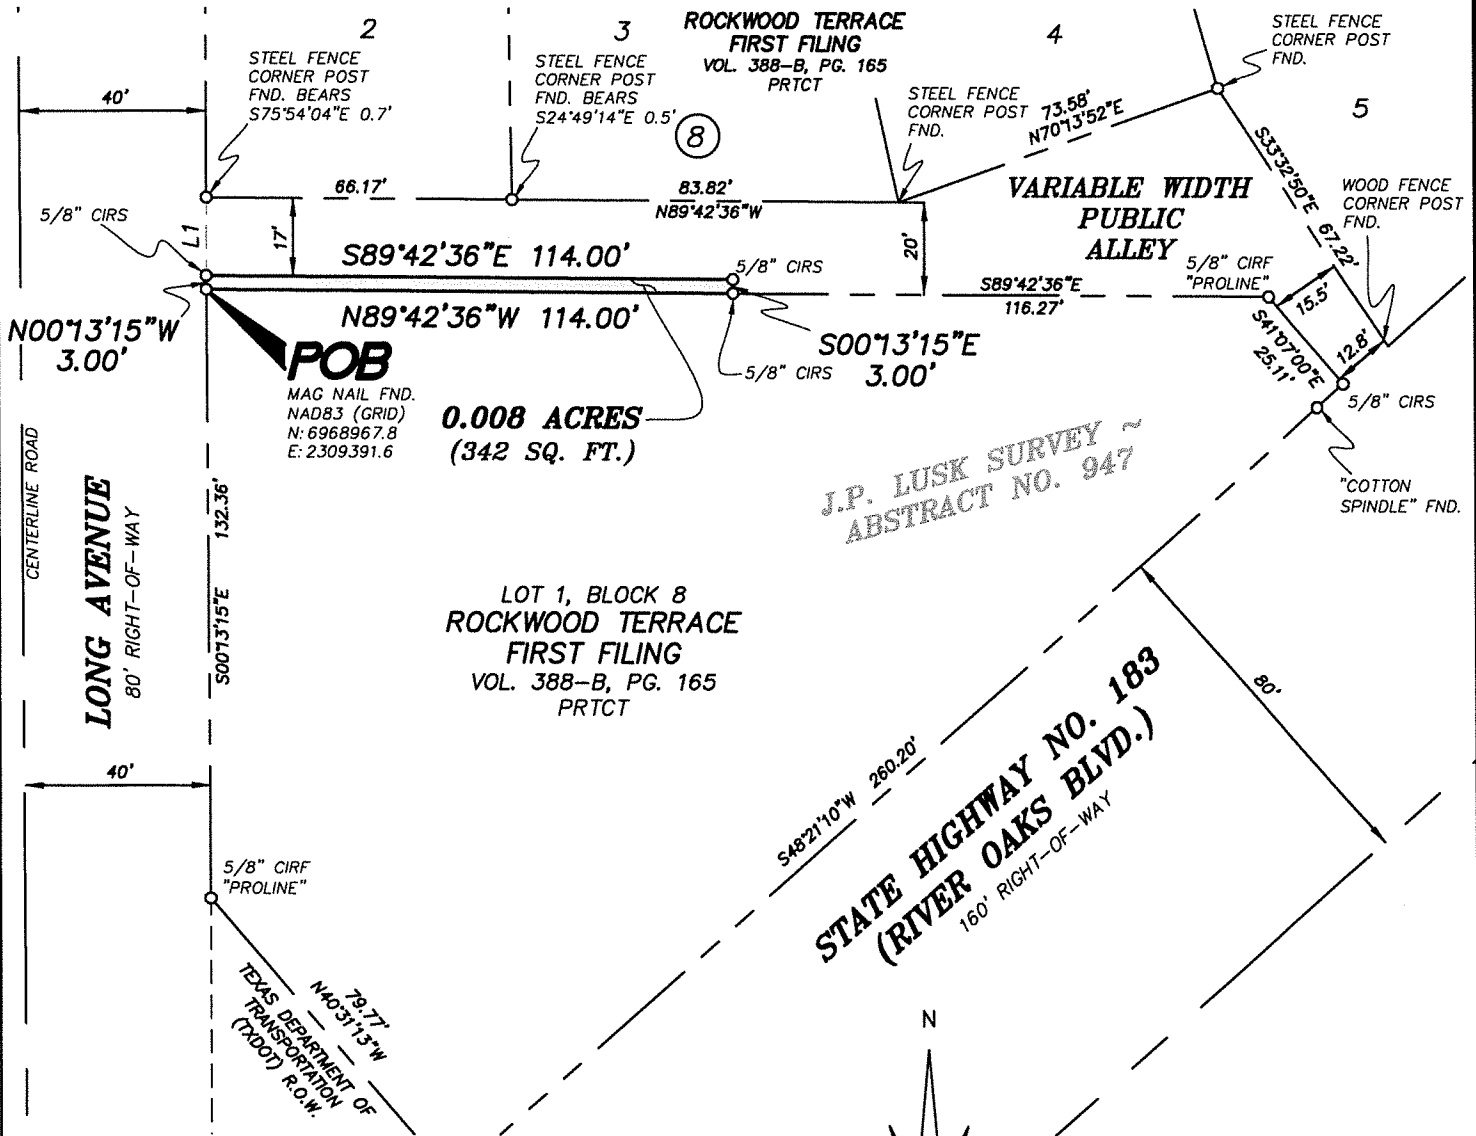 2
STEEL FENCE
CORNER POST
FND. BEARS
S75°54'04"E 0.7'
3
STEEL FENCE
CORNER POST
FND. BEARS
S24°49'14"E 0.5'
ROCKWOOD TERRACE
FIRST FILING
VOL. 388-B, PG. 165
PRTCT
8
4
STEEL FENCE
CORNER POST
FND.
STEEL FENCE
CORNER POST
FND.
5
40'
73.58'
N70°13'52"E
S33°32'50"E 67.22'
WOOD FENCE
CORNER POST
FND.
66.17'
83.82'
N89°42'36"W
VARIABLE WIDTH
PUBLIC
ALLEY
5/8" CIRS
L1
17'
20'
S89°42'36"E 114.00'
5/8" CIRS
S89°42'36"E
116.27'
5/8" CIRF
"PROLINE"
15.5'
12.8'
S41°07'00"E
25.11'
5/8" CIRS
N00°13'15"W
3.00'
N89°42'36"W 114.00'
S00°13'15"E
3.00'
5/8" CIRS
POB
MAG NAIL FND.
NAD83 (GRID)
N: 6968967.8
E: 2309391.6
0.008 ACRES
(342 SQ. FT.)
J.P. LUSK SURVEY ~
ABSTRACT NO. 947
"COTTON
SPINDLE" FND.
CENTERLINE ROAD
LONG AVENUE
80' RIGHT-OF-WAY
S00°13'15"E 132.36'
LOT 1, BLOCK 8
ROCKWOOD TERRACE
FIRST FILING
VOL. 388-B, PG. 165
PRTCT
80'
40'
S48°21'10"W 260.20'
STATE HIGHWAY NO. 183
(RIVER OAKS BLVD.)
160' RIGHT-OF-WAY
5/8" CIRF
"PROLINE"
79.77'
N40°31'13"W
TEXAS DEPARTMENT OF
TRANSPORTATION
(TXDOT) R.O.W.
N